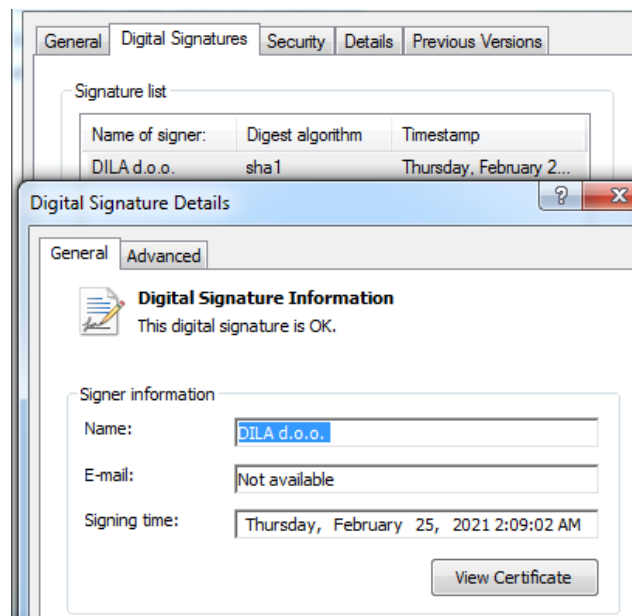 General Digital Signatures Security Details Previous Versions
Signature list
Name of signer: Digest algorithm Timestamp
DILA d.o.o. sha1 Thursday, February 2...
Digital Signature Details
General Advanced
Digital Signature Information
This digital signature is OK.
Signer information
Name: DILA d.o.o.
E-mail: Not available
Signing time: Thursday, February 25, 2021 2:09:02 AM
View Certificate